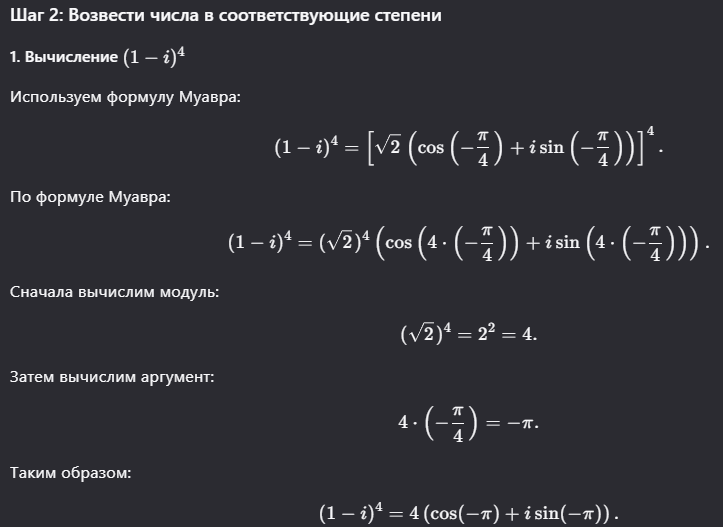 Шаг 2: Возвести числа в соответствующие степени
1. Вычисление $(1 - i)^4$
Используем формулу Муавра:
$(1 - i)^4 = \left[\sqrt{2}\left(\cos\left(-\frac{\pi}{4}\right) + i\sin\left(-\frac{\pi}{4}\right)\right)\right]^4.$
По формуле Муавра:
$(1 - i)^4 = (\sqrt{2})^4\left(\cos\left(4 \cdot \left(-\frac{\pi}{4}\right)\right) + i\sin\left(4 \cdot \left(-\frac{\pi}{4}\right)\right)\right).$
Сначала вычислим модуль:
$(\sqrt{2})^4 = 2^2 = 4.$
Затем вычислим аргумент:
$4 \cdot \left(-\frac{\pi}{4}\right) = -\pi.$
Таким образом:
$(1 - i)^4 = 4\left(\cos(-\pi) + i\sin(-\pi)\right).$